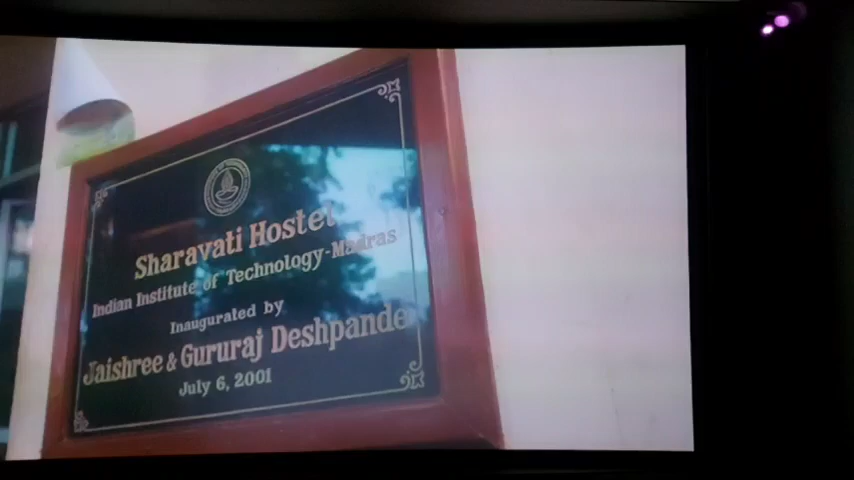 Sharavati Hostel
Indian Institute of Technology-Madras
Inaugurated by
Jaishree & Gururaj Deshpande
July 6, 2001